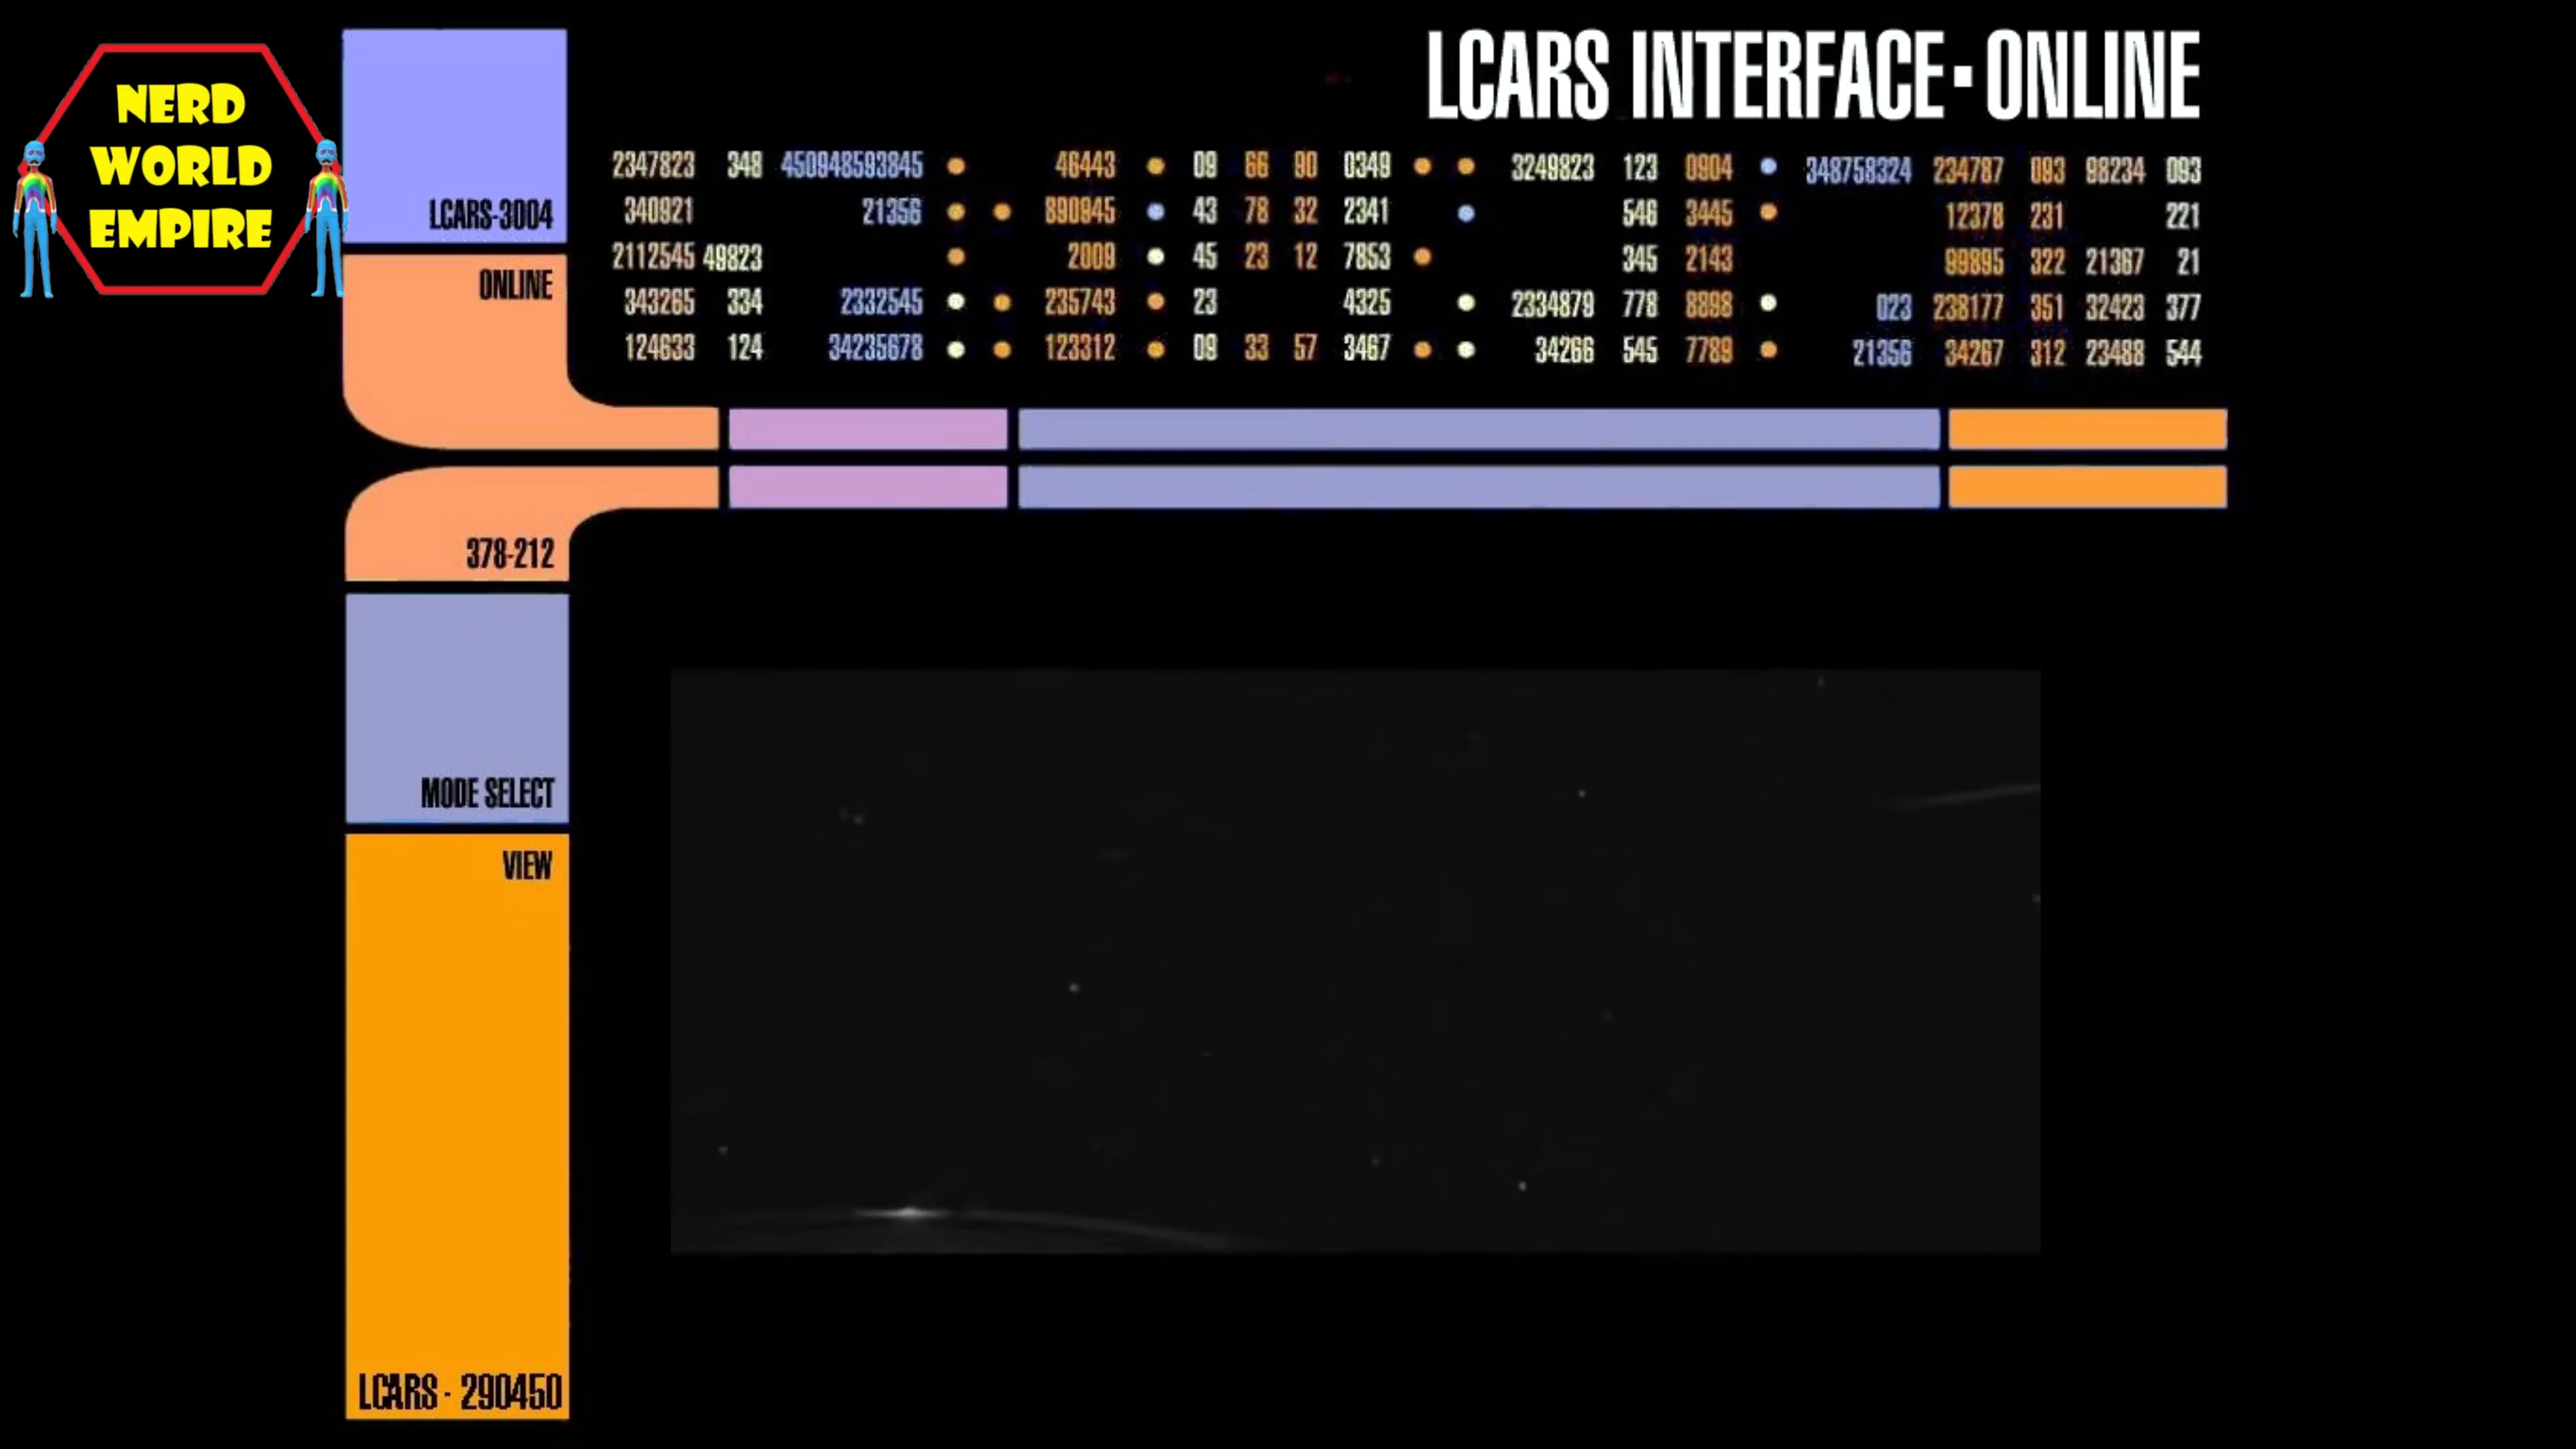 NERD
WORLD
EMPIRE
LCARS INTERFACE·ONLINE
LCARS-3004
ONLINE
2347823 348 450948593845 46443 09 66 90 0349 3249823 123 0904 348758324 234787 093 98234 093
340921 21356 890845 43 78 32 2341 546 3445 12378 231 221
2112545 49823 2009 45 23 12 7853 345 2143 99895 322 21367 21
343265 334 2332545 235743 23 4325 2334879 778 8898 023 238177 351 32423 377
124633 124 34235678 123312 09 33 57 3467 34266 545 7789 21356 34267 312 23488 544
378-212
MODE SELECT
VIEW
LCARS · 290450